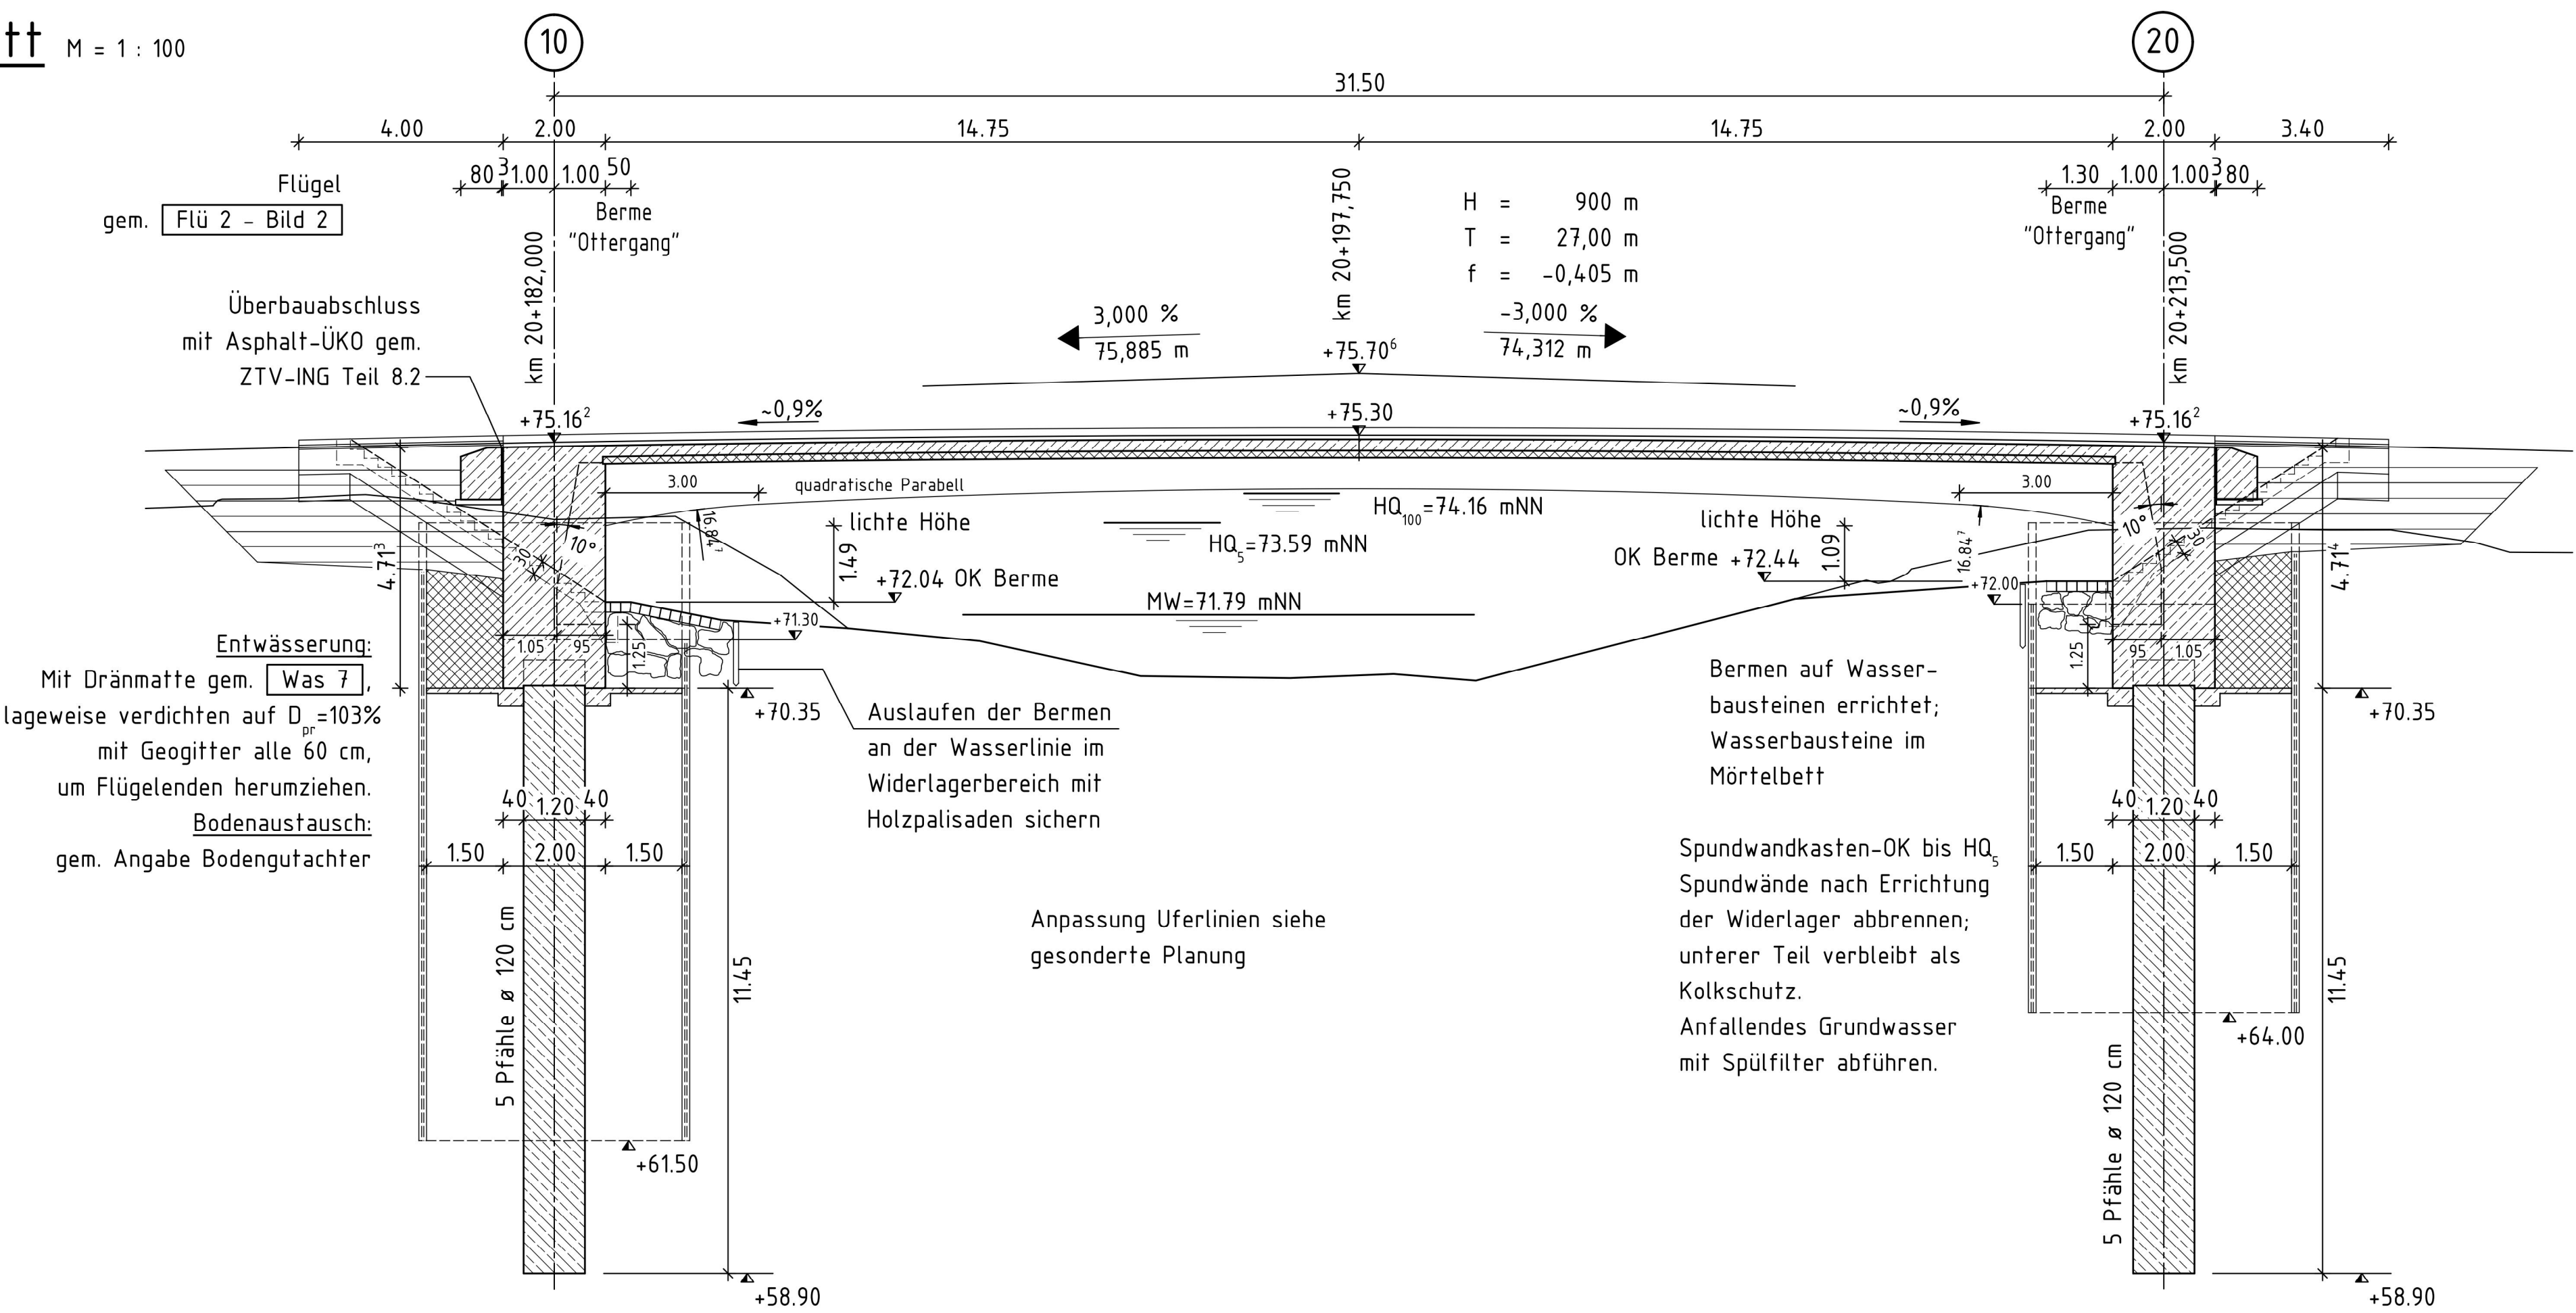 tt M = 1 : 100
10
20
31.50
4.00 2.00 14.75 14.75 2.00 3.40
80 3 1.00 1.00 50
1.30 1.00 1.00 3 80
Flügel
gem. Flü 2 - Bild 2
Berme
"Ottergang"
Berme
"Ottergang"
km 20+182,000
km 20+197,750
km 20+213,500
H = 900 m
T = 27,00 m
f = -0,405 m
3,000 %
75,885 m
-3,000 %
74,312 m
Überbauabschluss
mit Asphalt-ÜKO gem.
ZTV-ING Teil 8.2
+75.70⁶
+75.16²
~0,9%
+75.30
~0,9%
+75.16²
3.00
quadratische Parabell
3.00
HQ₁₀₀=74.16 mNN
HQ₅=73.59 mNN
MW=71.79 mNN
lichte Höhe
1.49
+72.04 OK Berme
lichte Höhe
1.09
OK Berme +72.44
16.84⁷
16.84⁷
10°
30
10°
30
4.71³
4.71⁴
+71.30
+72.00
1.05 95
1.25
95 1.05
1.25
+70.35
+70.35
Entwässerung:
Mit Dränmatte gem. Was 7 ,
lageweise verdichten auf Dpr=103%
mit Geogitter alle 60 cm,
um Flügelenden herumziehen.
Bodenaustausch:
gem. Angabe Bodengutachter
Auslaufen der Bermen
an der Wasserlinie im
Widerlagerbereich mit
Holzpalisaden sichern
Bermen auf Wasser-
bausteinen errichtet;
Wasserbausteine im
Mörtelbett
40 1.20 40
1.50 2.00 1.50
40 1.20 40
1.50 2.00 1.50
Spundwandkasten-OK bis HQ₅
Spundwände nach Errichtung
der Widerlager abbrennen;
unterer Teil verbleibt als
Kolkschutz.
Anfallendes Grundwasser
mit Spülfilter abführen.
Anpassung Uferlinien siehe
gesonderte Planung
5 Pfähle ø 120 cm
11.45
5 Pfähle ø 120 cm
11.45
+64.00
+61.50
+58.90
+58.90